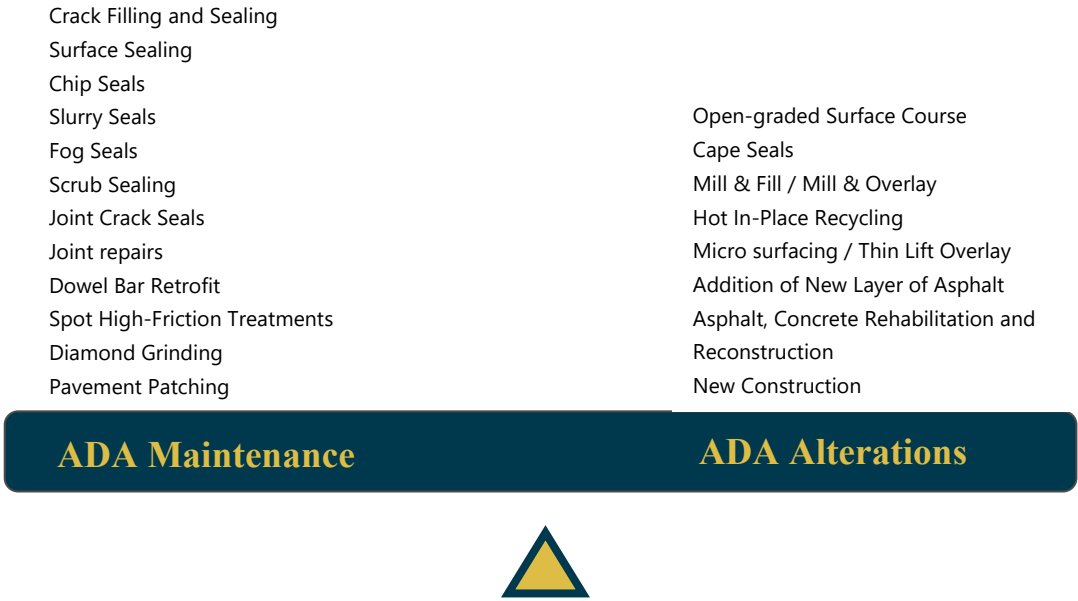 Crack Filling and Sealing
Surface Sealing
Chip Seals
Slurry Seals
Fog Seals
Scrub Sealing
Joint Crack Seals
Joint repairs
Dowel Bar Retrofit
Spot High-Friction Treatments
Diamond Grinding
Pavement Patching
ADA Maintenance
Open-graded Surface Course
Cape Seals
Mill & Fill / Mill & Overlay
Hot In-Place Recycling
Micro surfacing / Thin Lift Overlay
Addition of New Layer of Asphalt
Asphalt, Concrete Rehabilitation and
Reconstruction
New Construction
ADA Alterations